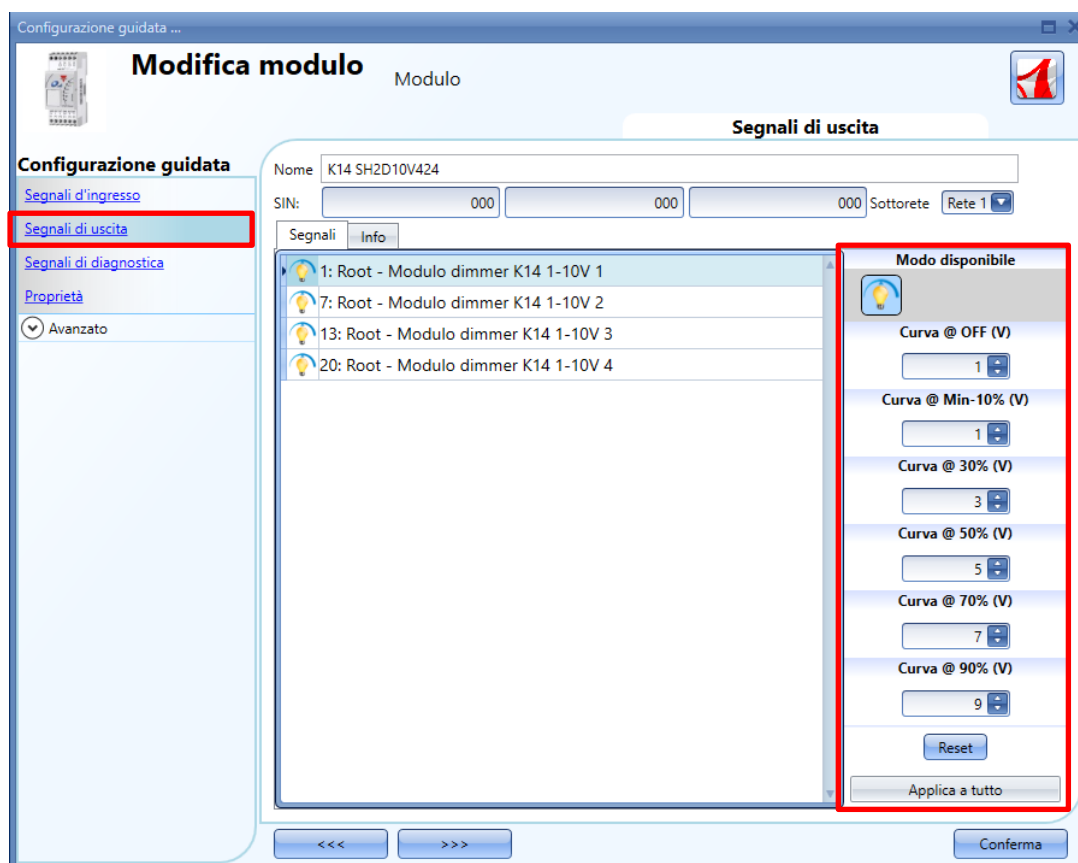 Configurazione guidata ...
Modifica modulo
Modulo
Segnali di uscita
Configurazione guidata
Segnali d'ingresso
Segnali di uscita
Segnali di diagnostica
Proprietà
Avanzato
Nome K14 SH2D10V424
SIN: 000 000 000 Sottorete Rete 1
Segnali Info
1: Root - Modulo dimmer K14 1-10V 1
7: Root - Modulo dimmer K14 1-10V 2
13: Root - Modulo dimmer K14 1-10V 3
20: Root - Modulo dimmer K14 1-10V 4
Modo disponibile
Curva @ OFF (V)
1
Curva @ Min-10% (V)
1
Curva @ 30% (V)
3
Curva @ 50% (V)
5
Curva @ 70% (V)
7
Curva @ 90% (V)
9
Reset
Applica a tutto
<<< >>> Conferma